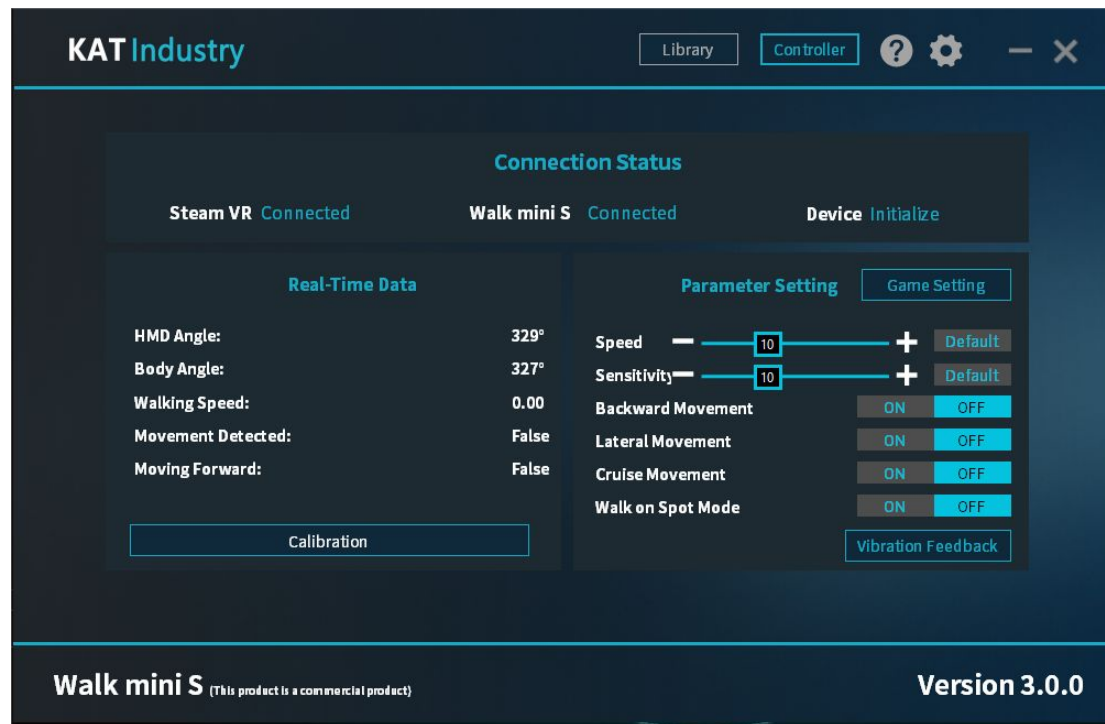 KAT Industry Library Controller ?
Connection Status
Steam VR Connected Walk mini S Connected Device Initialize
Real-Time Data
HMD Angle: 329°
Body Angle: 327°
Walking Speed: 0.00
Movement Detected: False
Moving Forward: False
Calibration
Parameter Setting Game Setting
Speed 10 Default
Sensitivity 10 Default
Backward Movement ON OFF
Lateral Movement ON OFF
Cruise Movement ON OFF
Walk on Spot Mode ON OFF
Vibration Feedback
Walk mini S (This product is a commercial product) Version 3.0.0